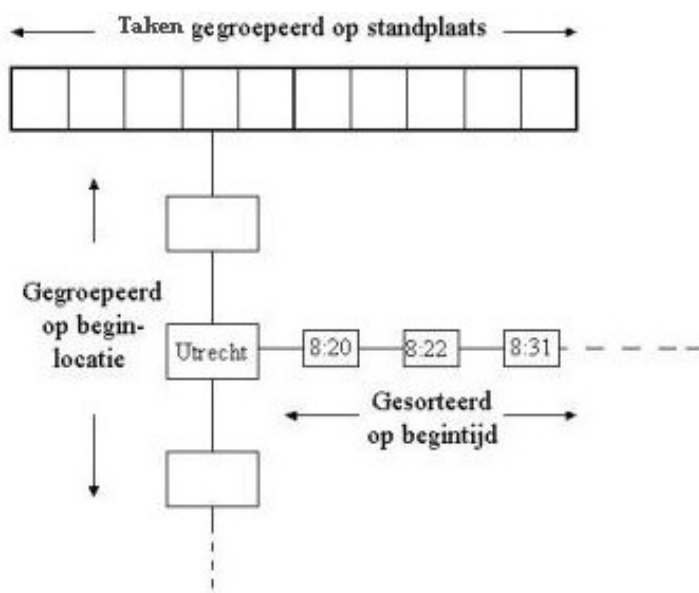 Taken gegroepeerd op standplaats
Gegroepeerd
op begin-
locatie
Utrecht
8:20
8:22
8:31
Gesorteerd
op begintijd